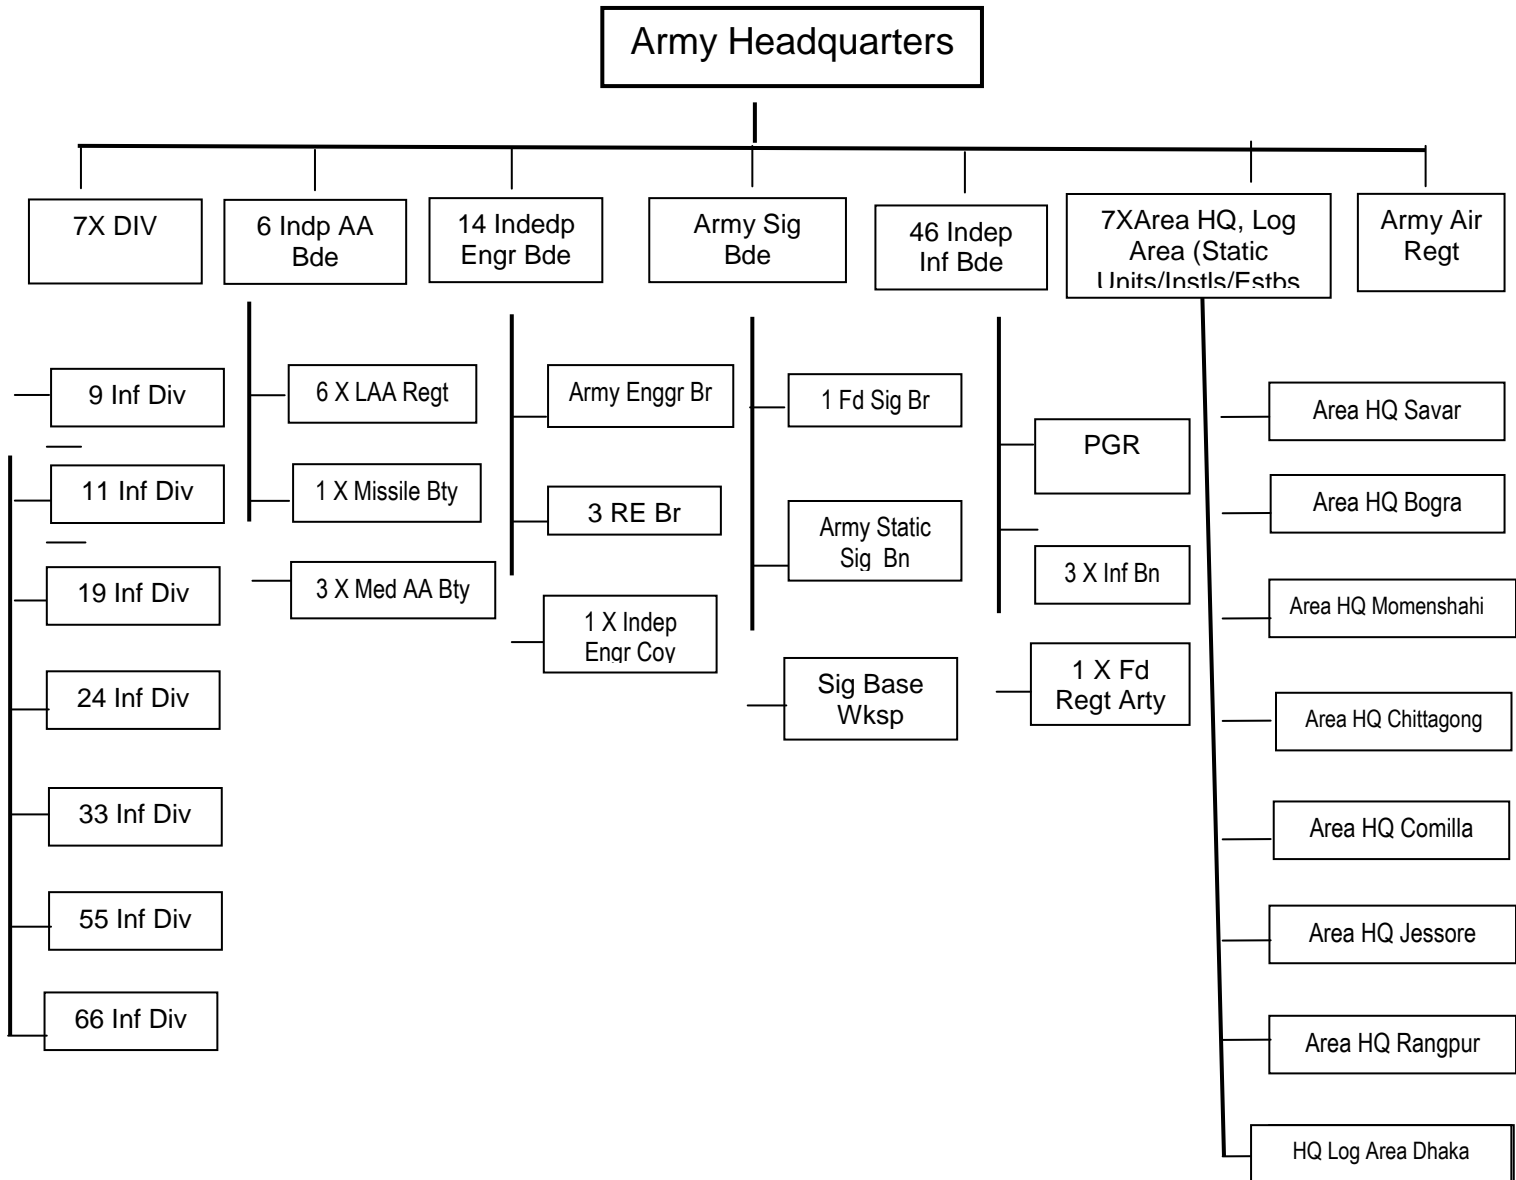 Army Headquarters
7X DIV
6 Indp AA
Bde
14 Indedp
Engr Bde
Army Sig
Bde
46 Indep
Inf Bde
7XArea HQ, Log
Area (Static
Units/Instls/Estbs
Army Air
Regt
9 Inf Div
11 Inf Div
19 Inf Div
24 Inf Div
33 Inf Div
55 Inf Div
66 Inf Div
6 X LAA Regt
1 X Missile Bty
3 X Med AA Bty
Army Enggr Br
3 RE Br
1 X Indep
Engr Coy
1 Fd Sig Br
Army Static
Sig Bn
Sig Base
Wksp
PGR
3 X Inf Bn
1 X Fd
Regt Arty
Area HQ Savar
Area HQ Bogra
Area HQ Momenshahi
Area HQ Chittagong
Area HQ Comilla
Area HQ Jessore
Area HQ Rangpur
HQ Log Area Dhaka